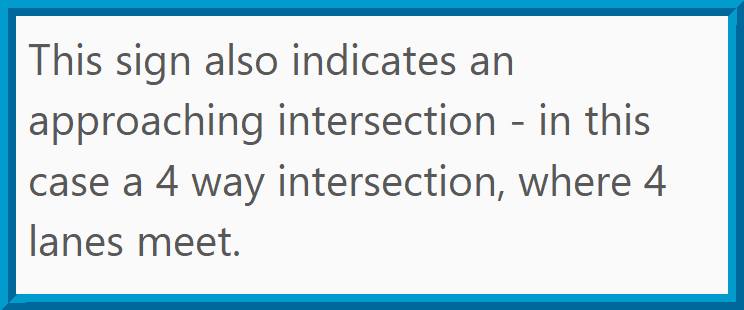 This sign also indicates an
approaching intersection - in this
case a 4 way intersection, where 4
lanes meet.